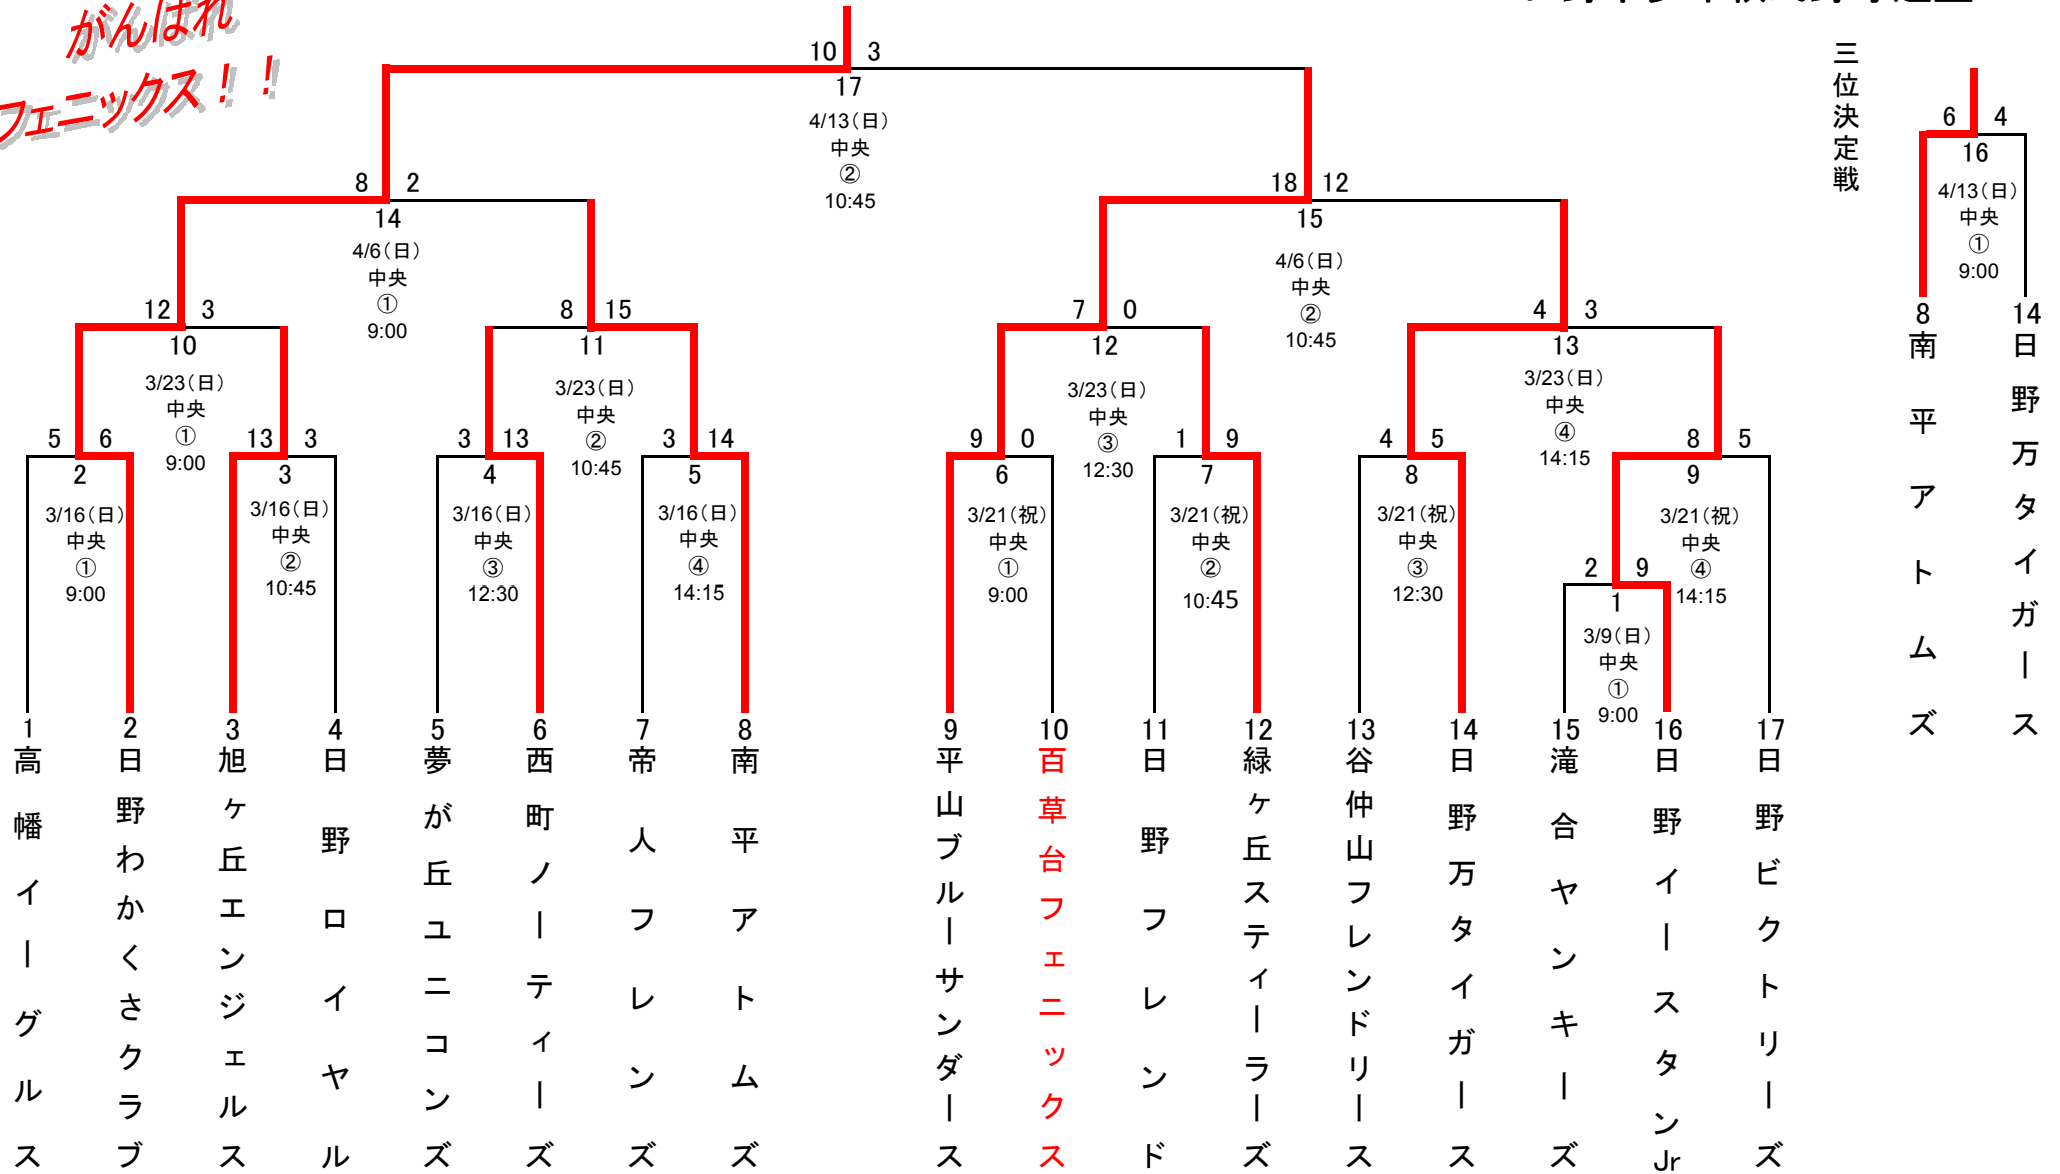 がんばれ
フェニックス！！
10 3
17
4/13(日)
中央
②
10:45
三位決定戦
6 4
16
4/13(日)
中央
①
9:00
8 南平アトムズ
14 日野万タイガース
8 2
14
4/6(日)
中央
①
9:00
18 12
15
4/6(日)
中央
②
10:45
12 3
10
3/23(日)
中央
①
9:00
8 15
11
3/23(日)
中央
②
10:45
7 0
12
3/23(日)
中央
③
12:30
4 3
13
3/23(日)
中央
④
14:15
5 6
2
3/16(日)
中央
①
9:00
13 3
3
3/16(日)
中央
②
10:45
3 13
4
3/16(日)
中央
③
12:30
3 14
5
3/16(日)
中央
④
14:15
9 0
6
3/21(祝)
中央
①
9:00
1 9
7
3/21(祝)
中央
②
10:45
4 5
8
3/21(祝)
中央
③
12:30
8 5
9
3/21(祝)
中央
④
14:15
2 9
1
3/9(日)
中央
①
9:00
1 高幡イーグルス
2 日野わかくさクラブ
3 旭ヶ丘エンジェルス
4 日野ロイヤル
5 夢が丘ユニコンズ
6 西町ノーティーズ
7 帝人フレンズ
8 南平アトムズ
9 平山ブルーサンダース
10 百草台フェニックス
11 日野フレンド
12 緑ヶ丘スティーラーズ
13 谷仲山フレンドリース
14 日野万タイガース
15 滝合ヤンキーズ
16 日野イースタンJr
17 日野ビクトリーズ